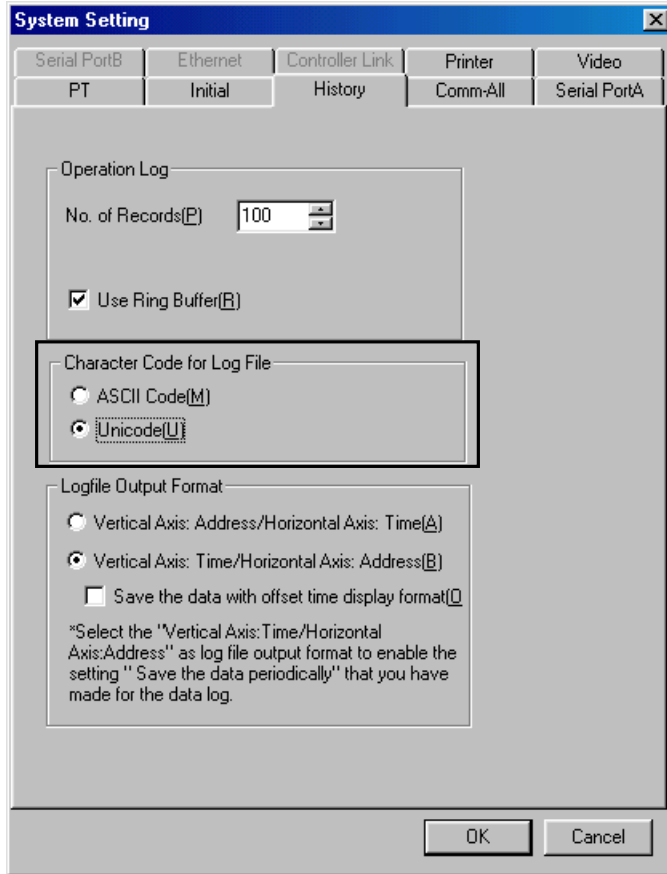 System Setting
Serial PortB Ethernet Controller Link Printer Video
PT Initial History Comm-All Serial PortA
Operation Log
No. of Records(P) 100
Use Ring Buffer(R)
Character Code for Log File
ASCII Code(M)
Unicode(U)
Logfile Output Format
Vertical Axis: Address/Horizontal Axis: Time(A)
Vertical Axis: Time/Horizontal Axis: Address(B)
Save the data with offset time display format(O
*Select the "Vertical Axis:Time/Horizontal
Axis:Address" as log file output format to enable the
setting " Save the data periodically" that you have
made for the data log.
OK Cancel